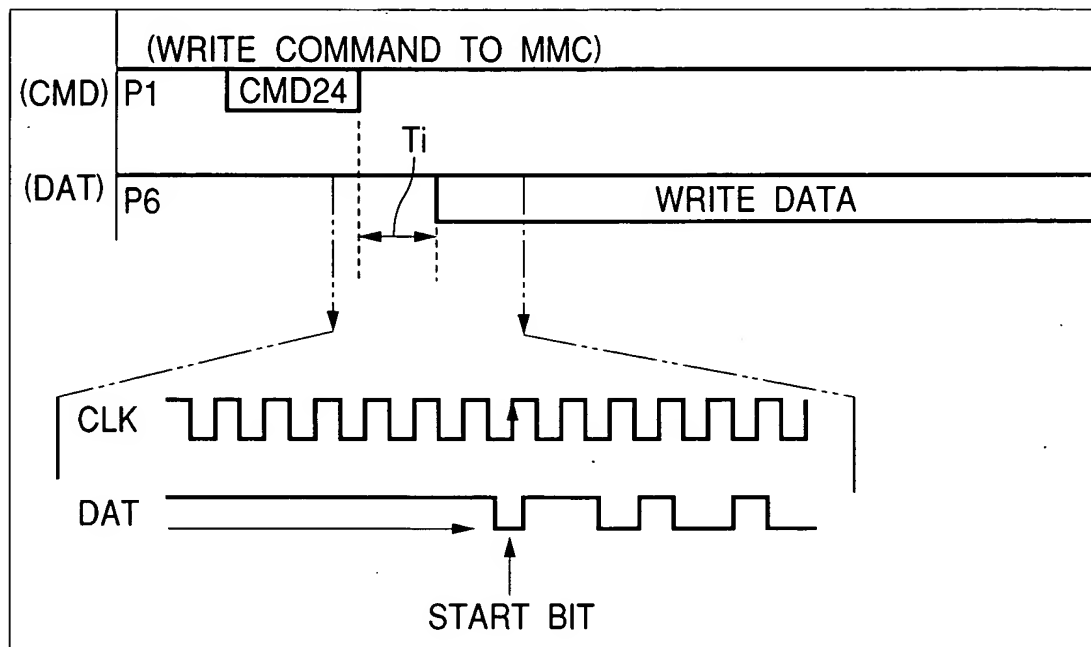 (WRITE COMMAND TO MMC)
(CMD) P1 CMD24
Ti
(DAT) P6 WRITE DATA
CLK
DAT
START BIT